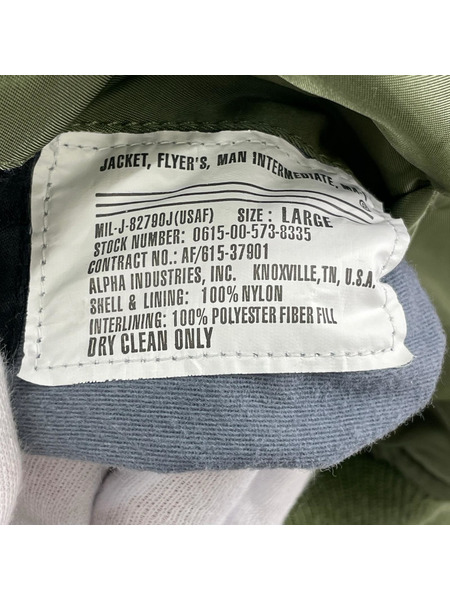 JACKET, FLYER'S, MAN INTERMEDIATE,
MIL-J-82790J(USAF) SIZE: LARGE
STOCK NUMBER: 0615-00-573-8335
CONTRACT NO.: AF/615-37901
ALPHA INDUSTRIES, INC. KNOXVILLE,TN, U.S.A.
SHELL & LINING: 100% NYLON
INTERLINING: 100% POLYESTER FIBER FILL
DRY CLEAN ONLY